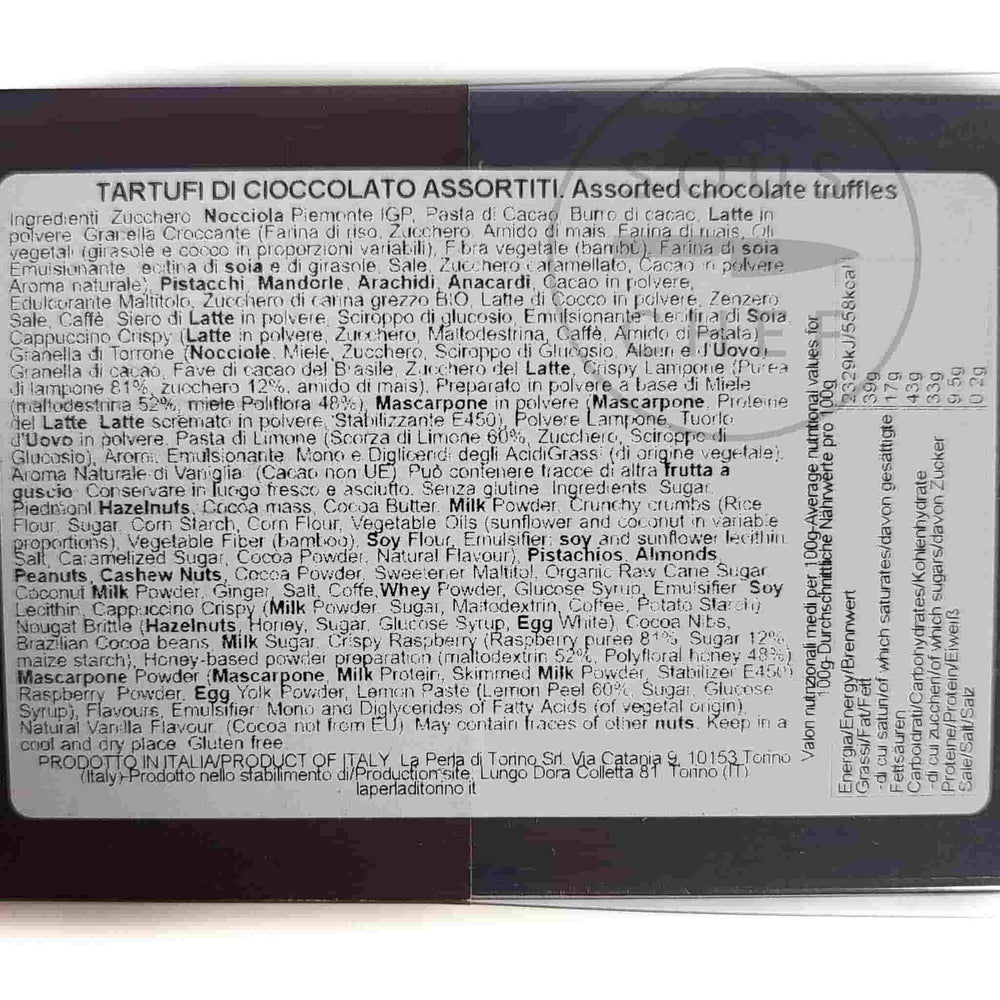 TARTUFI DI CIOCCOLATO ASSORTITI. Assorted chocolate truffles
Ingredienti Zucchero Nocciola Piemonte IGP, Pasta di Cacao, Burro di cacao, Latte in
polvere Granella Croccante (Farina di riso, Zucchero, Amido di mais, Farina di mais, Oli
vegetali (girasole e cocco in proporzioni variabili), Fibra vegetale (bambù), Farina di soia
Emulsionante lecitina di soia e di girasole, Sale, Zucchero caramellato, Cacao in polvere
Aroma naturale), Pistacchi Mandorle, Arachidi, Anacardi, Cacao in polvere,
Edulcorante Maltitolo, Zucchero di canna grezzo BIO, Latte di Cocco in polvere, Zenzero
Sale, Caffè, Siero di Latte in polvere, Sciroppo di glucosio, Emulsionante Lecitina di Soia
Cappuccino Crispy (Latte in polvere, Zucchero, Maltodestrina, Caffè, Amido di Patata)
Granella di Torrone (Nocciole, Miele, Zucchero, Sciroppo di Glucosio, Albume d'Uovo)
Granella di cacao, Fave di cacao del Brasile, Zucchero del Latte, Crispy Lampone (Purea
di lampone 81%, zucchero 12%, amido di mais), Preparato in polvere a base di Miele
(maltodestrina 52%, miele Poliflora 48%) Mascarpone in polvere (Mascarpone, Proteine
del Latte Latte scremato in polvere, Stabilizzante E450), Polvere Lampone, Tuorlo
d'Uovo in polvere, Pasta di Limone (Scorza di Limone 60%, Zucchero, Sciroppo di
Glucosio), Aromi, Emulsionante Mono e Digliceridi degli AcidiGrassi (di origine vegetale),
Aroma Naturale di Vaniglia. (Cacao non UE) Può contenere tracce di altra frutta a
guscio Conservare in luogo fresco e asciutto. Senza glutine Ingredients Sugar,
Piedmont Hazelnuts, Cocoa mass, Cocoa Butter, Milk Powder, Crunchy crumbs (Rice
Flour, Sugar, Corn Starch, Corn Flour, Vegetable Oils (sunflower and coconut in variable
proportions), Vegetable Fiber (bamboo), Soy Flour, Emulsifier: soy and sunflower lecithin
Salt, Caramelized Sugar, Cocoa Powder, Natural Flavour), Pistachios, Almonds,
Peanuts, Cashew Nuts, Cocoa Powder, Sweetener Maltitol, Organic Raw Cane Sugar,
Coconut Milk Powder, Ginger, Salt, Coffe, Whey Powder, Glucose Syrup, Emulsifier Soy
Lecithin, Cappuccino Crispy (Milk Powder, Sugar, Maltodextrin, Coffee, Potato Starch)
Nougat Brittle (Hazelnuts, Honey, Sugar, Glucose Syrup, Egg White), Cocoa Nibs,
Brazilian Cocoa beans, Milk Sugar, Crispy Raspberry (Raspberry puree 81%, Sugar 12%,
maize starch), Honey-based powder preparation (maltodextrin 52%, Polyfloral honey 48%)
Mascarpone Powder (Mascarpone, Milk Protein, Skimmed Milk Powder, Stabilizer E450)
Raspberry Powder, Egg Yolk Powder, Lemon Paste (Lemon Peel 60%, Sugar, Glucose
Syrup), Flavours, Emulsifier Mono and Diglycerides of Fatty Acids (of vegetal origin),
Natural Vanilla Flavour. (Cocoa not from EU) May contain traces of other nuts. Keep in a
cool and dry place Gluten free
PRODOTTO IN ITALIA/PRODUCT OF ITALY La Perla di Torino Srl Via Catania 9, 10153 Torino
(Italy)-Prodotto nello stabilimento di/Production site: Lungo Dora Colletta 81 Torino (IT)
laperladitorino.it
Valori nutrizionali medi per 100g-Average nutritional values for
100g-Durchschnittliche Nährwerte pro 100g
Energia/Energy/Brennwert 2329kJ/558kcal
Grassi/Fat/Fett 39g
-di cui saturi/of which saturates/davon gesättigte 17g
Fettsäuren
Carboidrati/Carbohydrates/Kohlenhydrate 43g
-di cui zuccheri/of which sugars/davon Zucker 33g
Proteine/Protein/Eiweiß 9.5g
Sale/Salt/Salz 0.2g
SOUS
CHEF